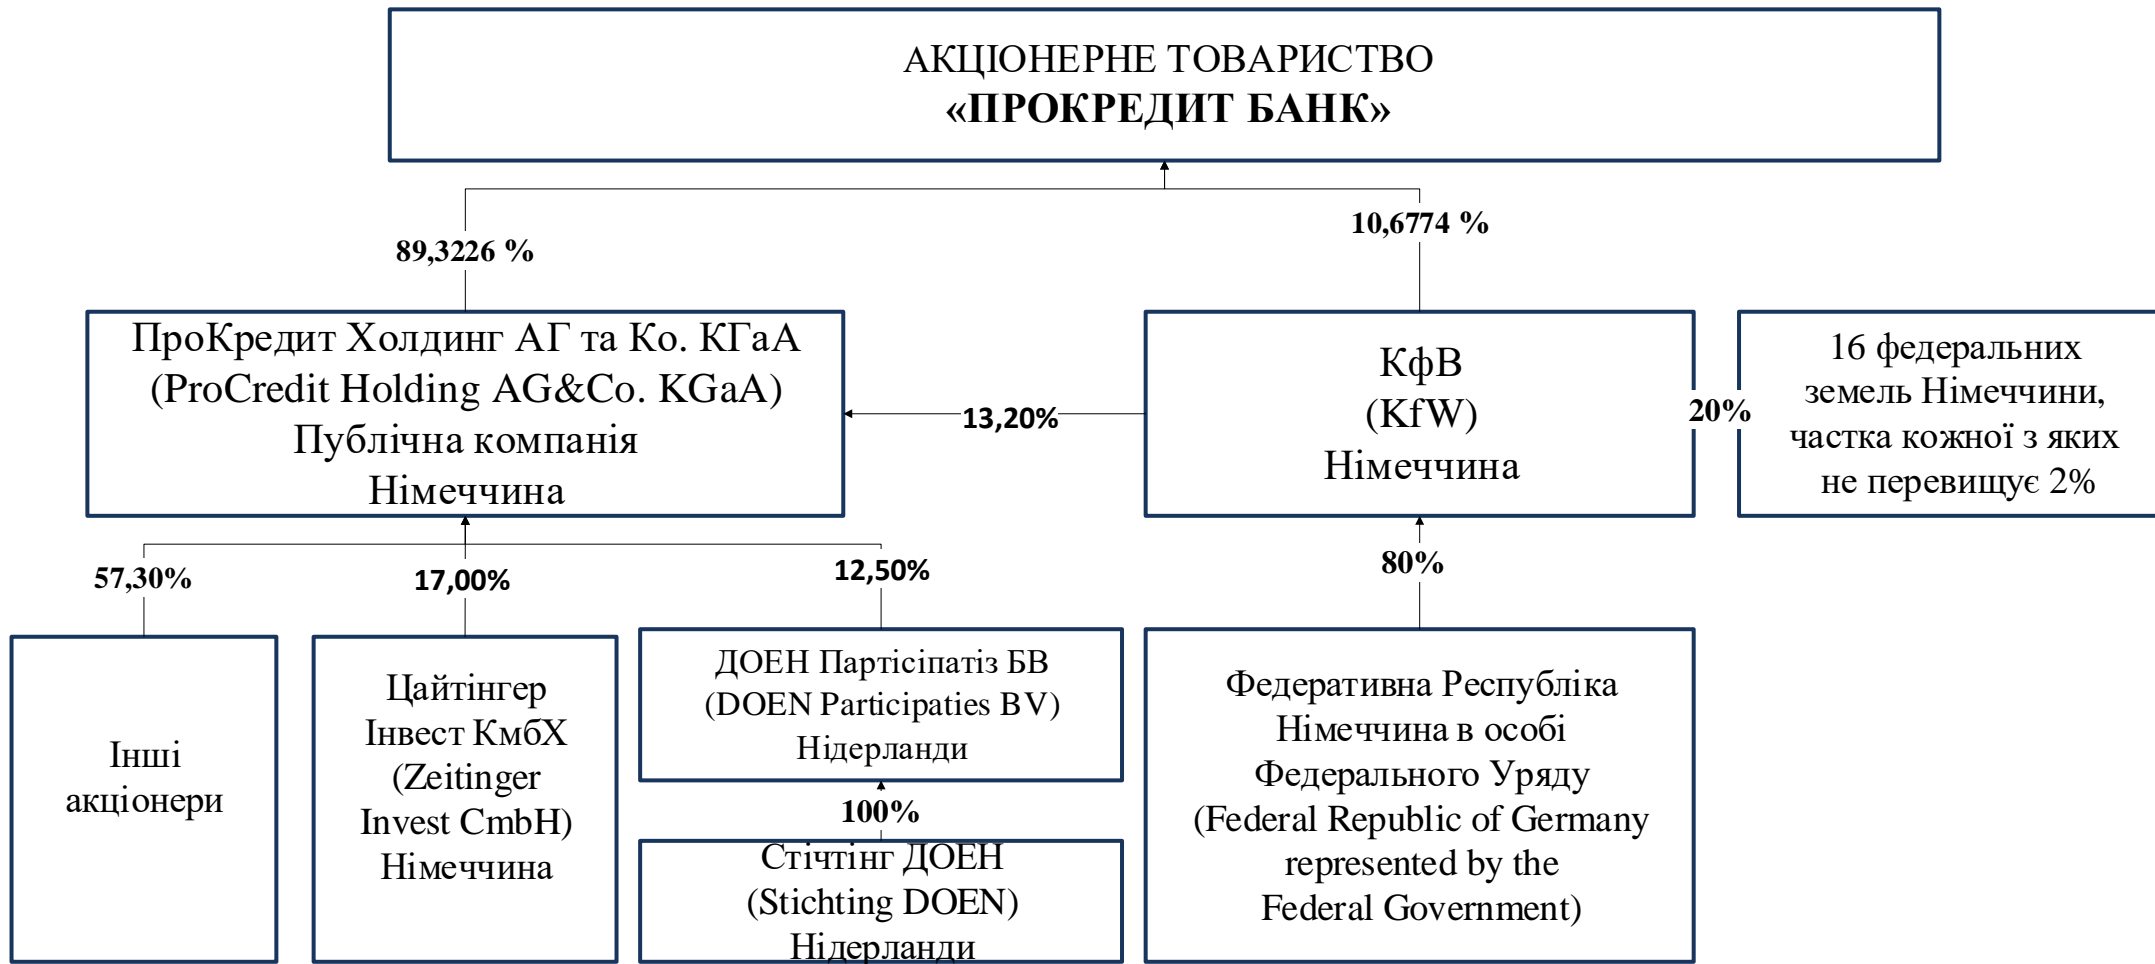 АКЦІОНЕРНЕ ТОВАРИСТВО
«ПРОКРЕДИТ БАНК»
89,3226 %
10,6774 %
ПроКредит Холдинг АГ та Ко. КГаА
(ProCredit Holding AG&Co. KGaA)
Публічна компанія
Німеччина
13,20%
КфВ
(KfW)
Німеччина
20%
16 федеральних
земель Німеччини,
частка кожної з яких
не перевищує 2%
57,30%
17,00%
12,50%
80%
Інші
акціонери
Цайтінгер
Інвест КмбХ
(Zeitinger
Invest CmbH)
Німеччина
ДОЕН Партісіпатіз БВ
(DOEN Participaties BV)
Нідерланди
100%
Стічтінг ДОЕН
(Stichting DOEN)
Нідерланди
Федеративна Республіка
Німеччина в особі
Федерального Уряду
(Federal Republic of Germany
represented by the
Federal Government)